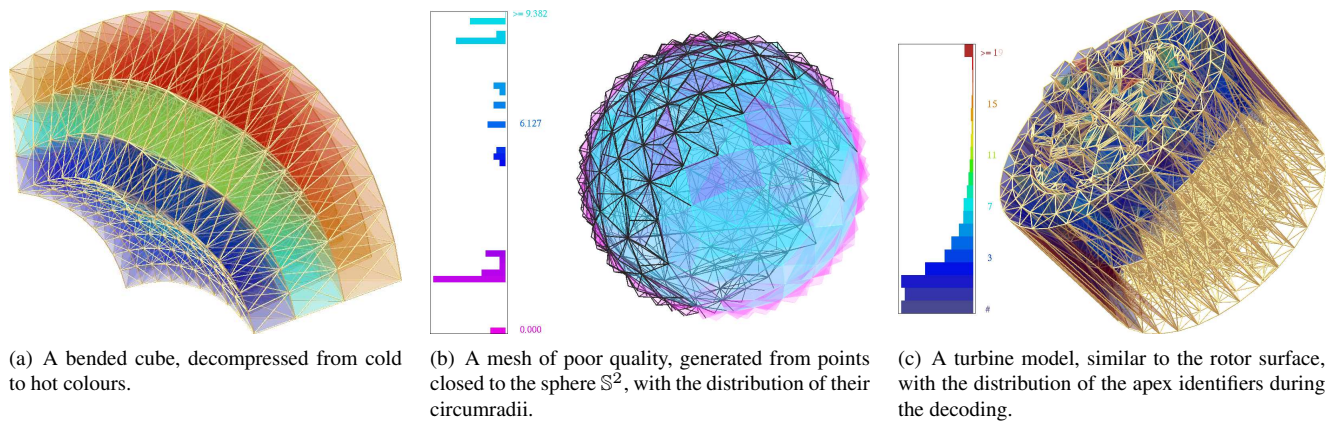 >= 9.382
6.127
0.000
>= 19
15
11
7
3
#
(a) A bended cube, decompressed from cold
to hot colours.
(b) A mesh of poor quality, generated from points
closed to the sphere 𝕊², with the distribution of their
circumradii.
(c) A turbine model, similar to the rotor surface,
with the distribution of the apex identifiers during
the decoding.